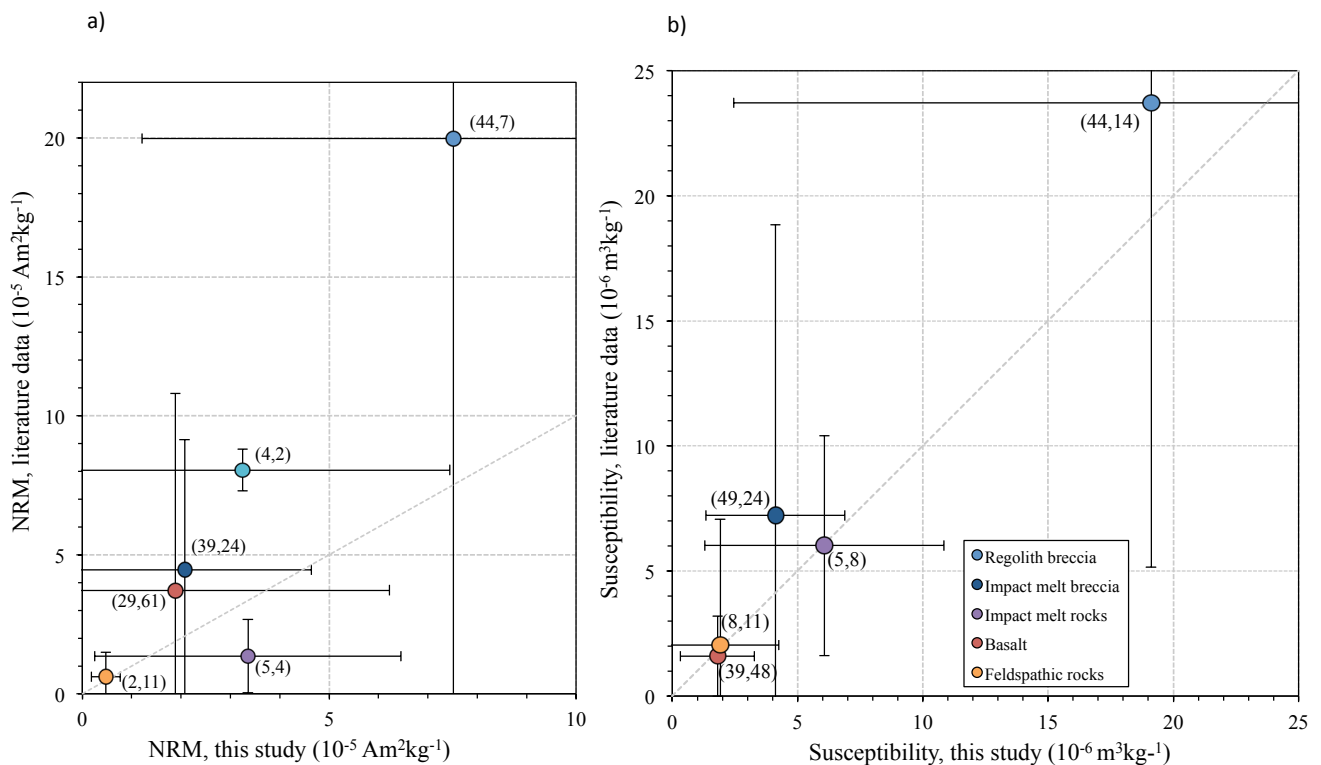 a)
NRM, literature data (10⁻⁵ Am²kg⁻¹)
20
15
10
5
0
(44,7)
(4,2)
(39,24)
(29,61)
(5,4)
(2,11)
0 5 10
NRM, this study (10⁻⁵ Am²kg⁻¹)
b)
Susceptibility, literature data (10⁻⁶ m³kg⁻¹)
25
20
15
10
5
0
(44,14)
(49,24)
(5,8)
(8,11)
(39,48)
Regolith breccia
Impact melt breccia
Impact melt rocks
Basalt
Feldspathic rocks
0 5 10 15 20 25
Susceptibility, this study (10⁻⁶ m³kg-¹)